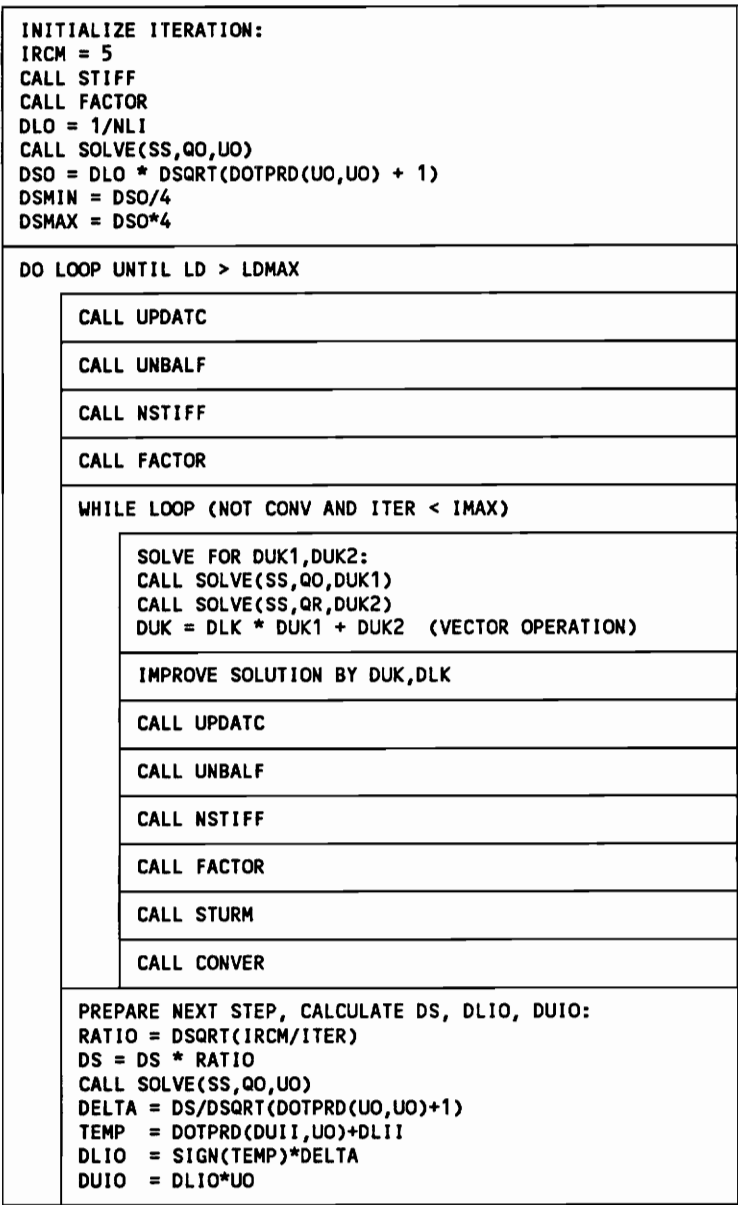 INITIALIZE ITERATION:
IRCM = 5
CALL STIFF
CALL FACTOR
DLO = 1/NLI
CALL SOLVE(SS,QO,UO)
DSO = DLO * DSQRT(DOTPRD(UO,UO) + 1)
DSMIN = DSO/4
DSMAX = DSO*4
DO LOOP UNTIL LD > LDMAX
CALL UPDATC
CALL UNBALF
CALL NSTIFF
CALL FACTOR
WHILE LOOP (NOT CONV AND ITER < IMAX)
SOLVE FOR DUK1,DUK2:
CALL SOLVE(SS,QO,DUK1)
CALL SOLVE(SS,QR,DUK2)
DUK = DLK * DUK1 + DUK2 (VECTOR OPERATION)
IMPROVE SOLUTION BY DUK,DLK
CALL UPDATC
CALL UNBALF
CALL NSTIFF
CALL FACTOR
CALL STURM
CALL CONVER
PREPARE NEXT STEP, CALCULATE DS, DLIO, DUIO:
RATIO = DSQRT(IRCM/ITER)
DS = DS * RATIO
CALL SOLVE(SS,QO,UO)
DELTA = DS/DSQRT(DOTPRD(UO,UO)+1)
TEMP = DOTPRD(DUII,UO)+DLII
DLIO = SIGN(TEMP)*DELTA
DUIO = DLIO*UO